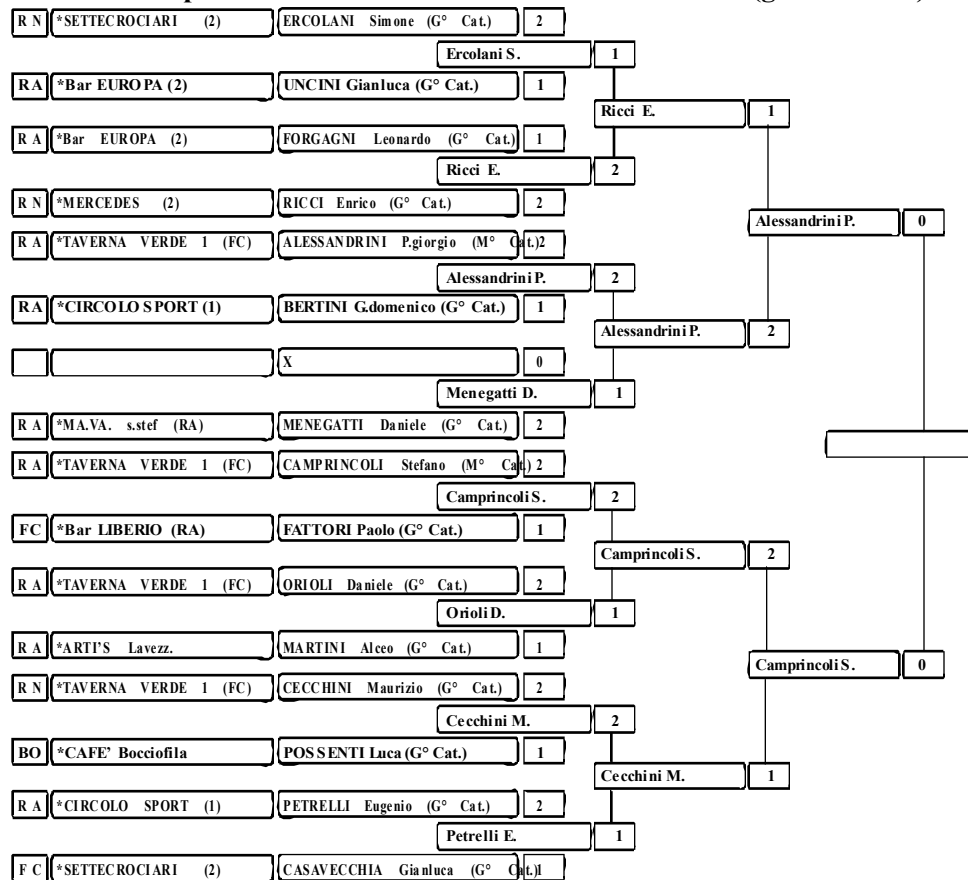 R N *SETTECROCIARI (2) ERCOLANI Simone (G° Cat.) 2
Ercolani S. 1
RA *Bar EUROPA (2) UNCINI Gianluca (G° Cat.) 1
Ricci E. 1
R A *Bar EUROPA (2) FORGAGNI Leonardo (G° Cat.) 1
Ricci E. 2
R N *MERCEDES (2) RICCI Enrico (G° Cat.) 2
Alessandrini P. 0
R A *TAVERNA VERDE 1 (FC) ALESSANDRINI P.giorgio (M° Cat.) 2
Alessandrini P. 2
RA *CIRCOLO SPORT (1) BERTINI G.domenico (G° Cat.) 1
Alessandrini P. 2
X 0
Menegatti D. 1
R A *MA.VA. s.stef (RA) MENEGATTI Daniele (G° Cat.) 2
R A *TAVERNA VERDE 1 (FC) CAMPRINCOLI Stefano (M° Cat.) 2
Camprincoli S. 2
FC *Bar LIBERIO (RA) FATTORI Paolo (G° Cat.) 1
Camprincoli S. 2
R A *TAVERNA VERDE 1 (FC) ORIOLI Daniele (G° Cat.) 2
Orioli D. 1
R A *ARTI'S Lavezz. MARTINI Alceo (G° Cat.) 1
Camprincoli S. 0
R N *TAVERNA VERDE 1 (FC) CECCHINI Maurizio (G° Cat.) 2
Cecchini M. 2
BO *CAFE' Bocciofila POSSENTI Luca (G° Cat.) 1
Cecchini M. 1
R A *CIRCOLO SPORT (1) PETRELLI Eugenio (G° Cat.) 2
Petrelli E. 1
F C *SETTECROCIARI (2) CASAVECCHIA Gianluca (G° Cat.) 1